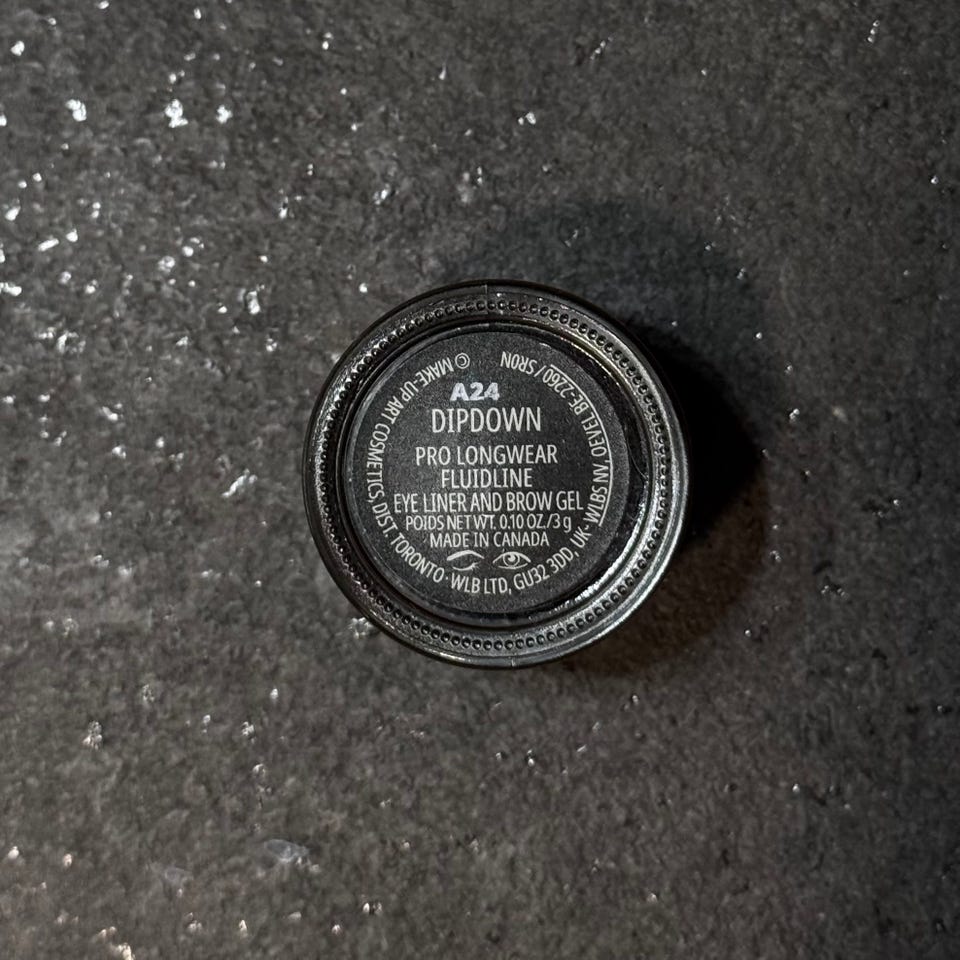 A24
DIPDOWN
PRO LONGWEAR
FLUIDLINE
EYE LINER AND BROW GEL
POIDS NET WT. 0.10 OZ./3 g
MADE IN CANADA
© MAKE-UP ART COSMETICS, DIST. TORONTO · WLB LTD, GU32 3DD, UK · WLBS NV, OEVEL BE-2260 / SRON